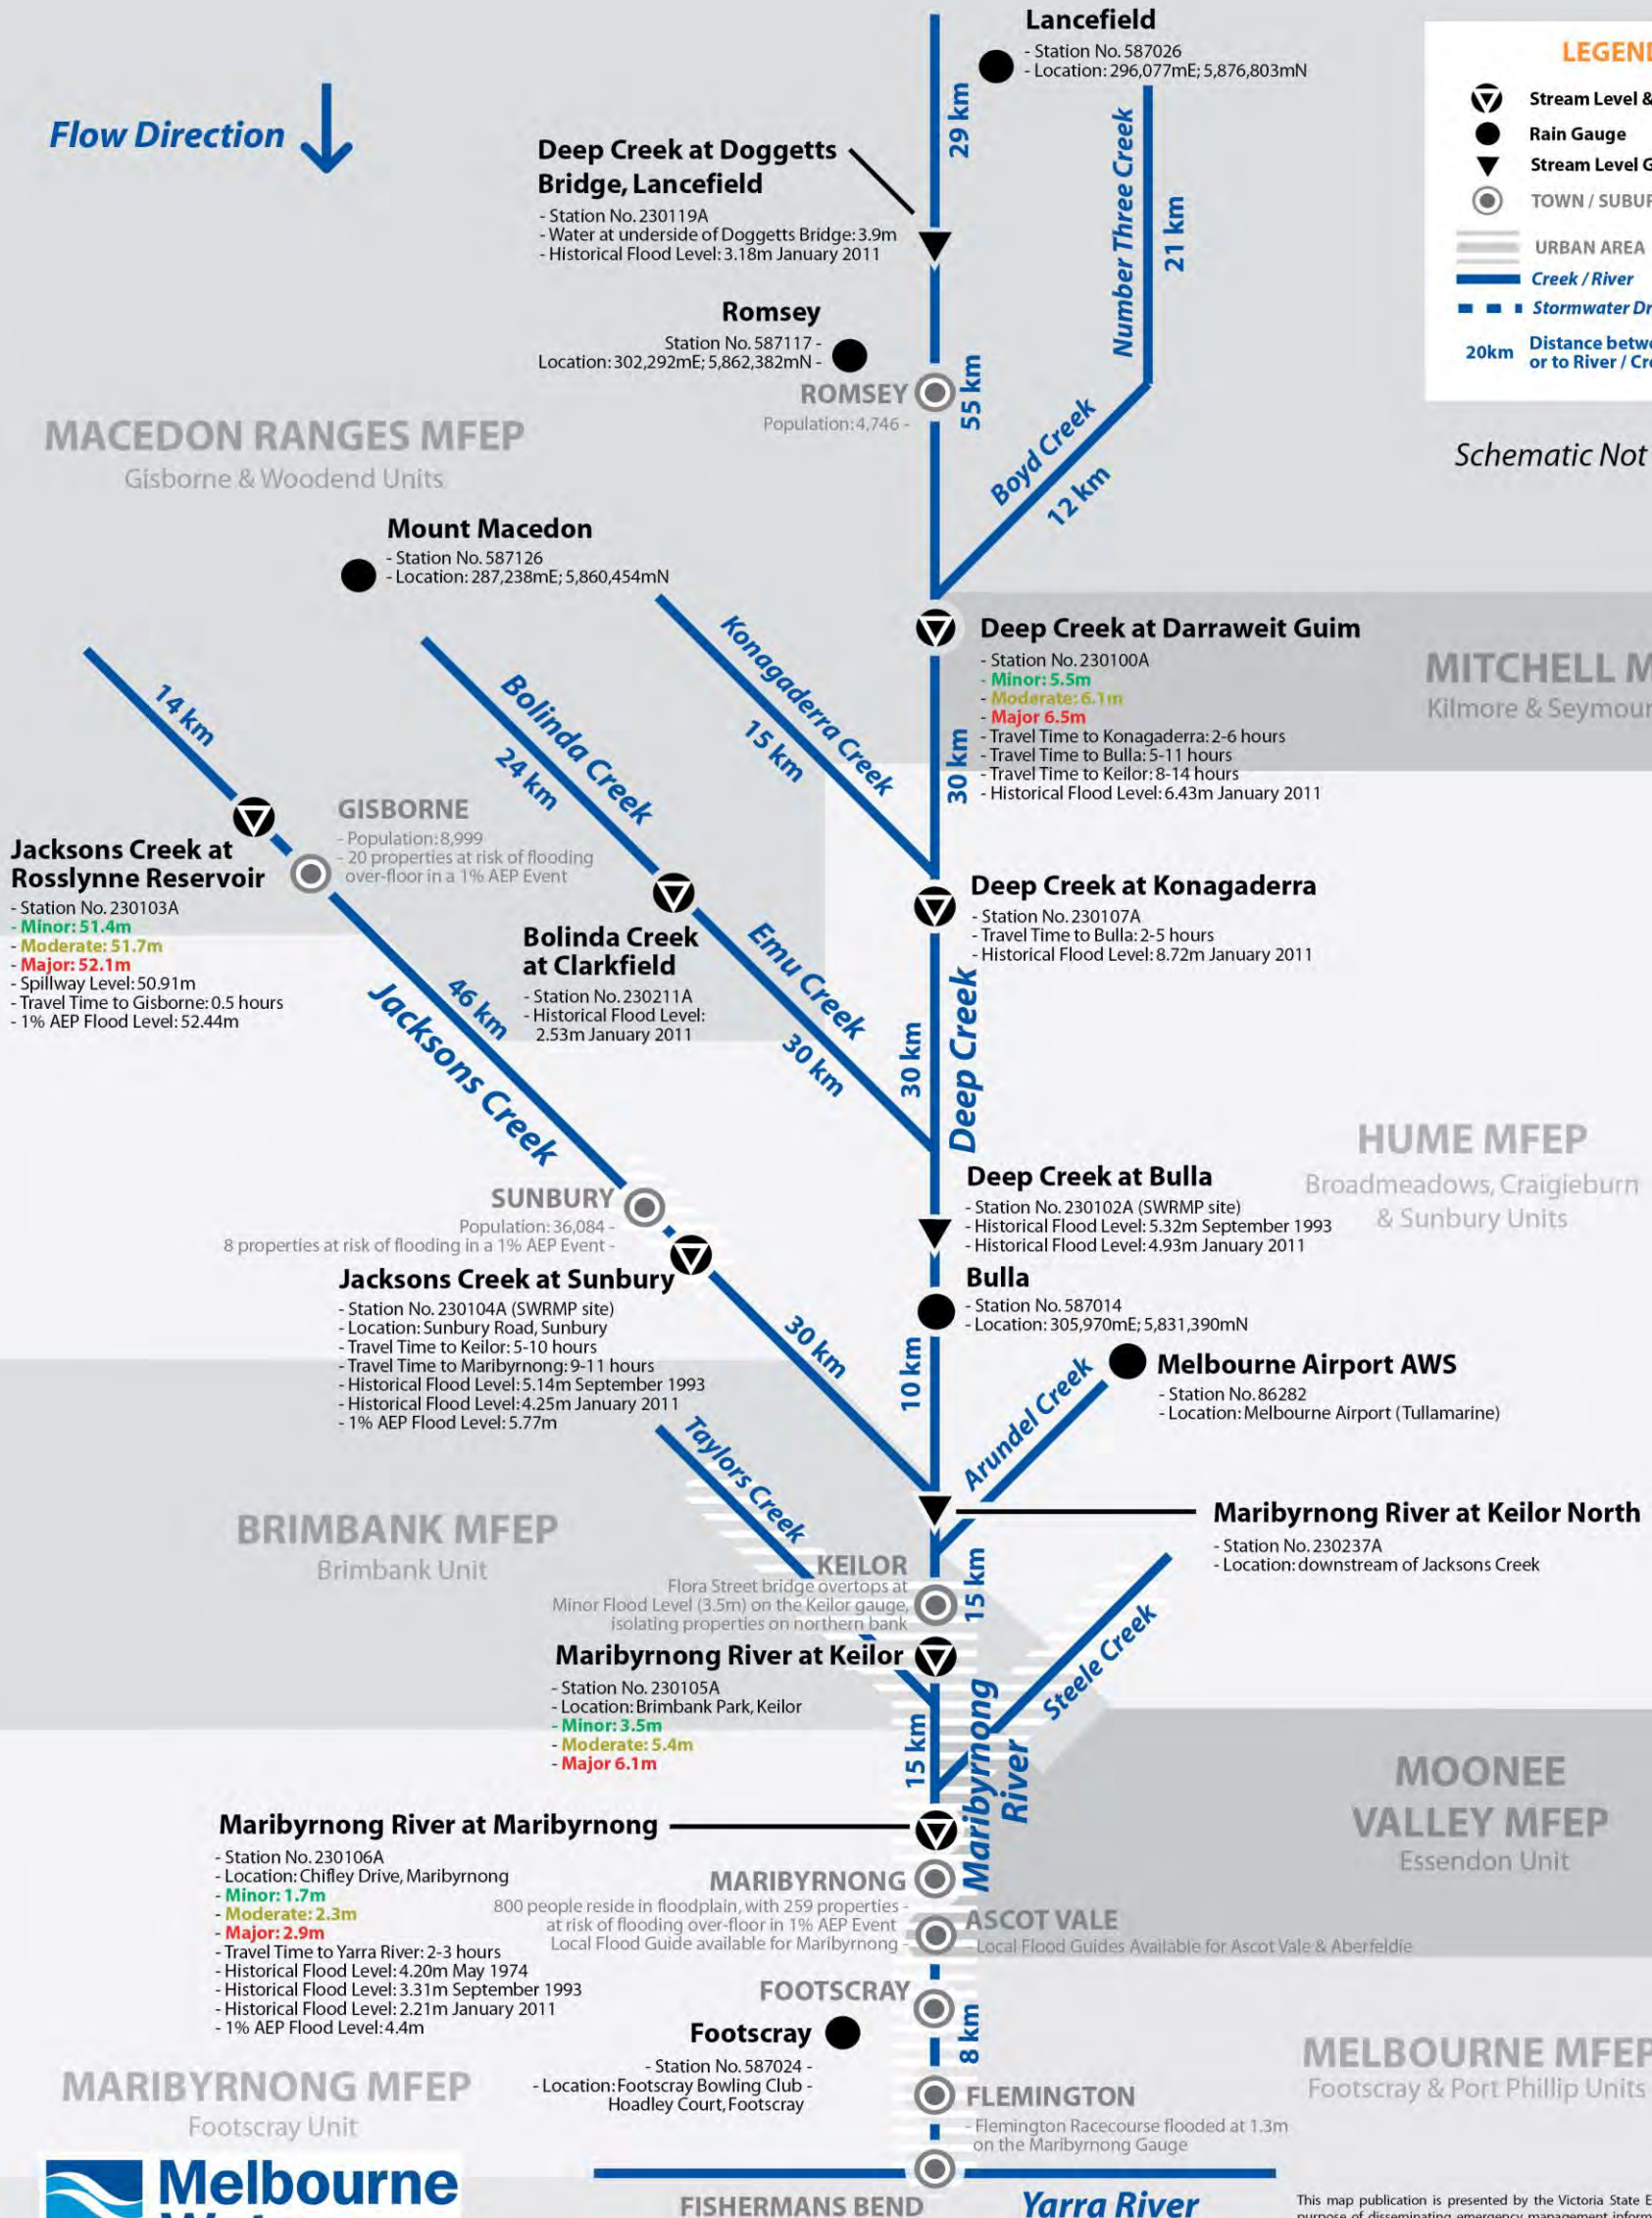 Flow Direction
Lancefield
- Station No. 587026
- Location: 296,077mE; 5,876,803mN
29 km
Number Three Creek
21 km
LEGEND
Stream Level &
Rain Gauge
Stream Level
TOWN /
URBAN AREA
Creek / River
Stormwater
20km
Distance
or to River /
Schematic Not
Deep Creek at Doggetts
Bridge, Lancefield
- Station No. 230119A
- Water at underside of Doggetts Bridge: 3.9m
- Historical Flood Level: 3.18m January 2011
Romsey
Station No. 587117 -
Location: 302,292mE; 5,862,382mN -
ROMSEY
Population: 4,746 -
55 km
Boyd Creek
12 km
MACEDON RANGES MFEP
Gisborne & Woodend Units
Mount Macedon
- Station No. 587126
- Location: 287,238mE; 5,860,454mN
Konagaderra Creek
15 km
Bolinda Creek
24 km
14 km
Deep Creek at Darraweit Guim
- Station No. 230100A
- Minor: 5.5m
- Moderate: 6.1m
- Major 6.5m
- Travel Time to Konagaderra: 2-6 hours
- Travel Time to Bulla: 5-11 hours
- Travel Time to Keilor: 8-14 hours
- Historical Flood Level: 6.43m January 2011
30 km
MITCHELL
Kilmore & Seymour
GISBORNE
- Population: 8,999
- 20 properties at risk of flooding
over-floor in a 1% AEP Event
Jacksons Creek at
Rosslynne Reservoir
- Station No. 230103A
- Minor: 51.4m
- Moderate: 51.7m
- Major: 52.1m
- Spillway Level: 50.91m
- Travel Time to Gisborne: 0.5 hours
- 1% AEP Flood Level: 52.44m
46 km
Jacksons Creek
Bolinda Creek
at Clarkfield
- Station No. 230211A
- Historical Flood Level:
2.53m January 2011
Emu Creek
30 km
Deep Creek at Konagaderra
- Station No. 230107A
- Travel Time to Bulla: 2-5 hours
- Historical Flood Level: 8.72m January 2011
30 km
Deep Creek
HUME MFEP
Broadmeadows, Craigieburn
& Sunbury Units
Deep Creek at Bulla
- Station No. 230102A (SWRMP site)
- Historical Flood Level: 5.32m September 1993
- Historical Flood Level: 4.93m January 2011
Bulla
- Station No. 587014
- Location: 305,970mE; 5,831,390mN
SUNBURY
Population: 36,084 -
8 properties at risk of flooding in a 1% AEP Event -
Jacksons Creek at Sunbury
- Station No. 230104A (SWRMP site)
- Location: Sunbury Road, Sunbury
- Travel Time to Keilor: 5-10 hours
- Travel Time to Maribyrnong: 9-11 hours
- Historical Flood Level: 5.14m September 1993
- Historical Flood Level: 4.25m January 2011
- 1% AEP Flood Level: 5.77m
30 km
10 km
Arundel Creek
Melbourne Airport AWS
- Station No. 86282
- Location: Melbourne Airport (Tullamarine)
Taylors Creek
BRIMBANK MFEP
Brimbank Unit
Maribyrnong River at Keilor North
- Station No. 230237A
- Location: downstream of Jacksons Creek
KEILOR
Flora Street bridge overtops at
Minor Flood Level (3.5m) on the Keilor gauge,
isolating properties on northern bank
15 km
Steele Creek
Maribyrnong River at Keilor
- Station No. 230105A
- Location: Brimbank Park, Keilor
- Minor: 3.5m
- Moderate: 5.4m
- Major 6.1m
15 km
Maribyrnong
River
MOONEE
VALLEY MFEP
Essendon Unit
Maribyrnong River at Maribyrnong
- Station No. 230106A
- Location: Chifley Drive, Maribyrnong
- Minor: 1.7m
- Moderate: 2.3m
- Major: 2.9m
- Travel Time to Yarra River: 2-3 hours
- Historical Flood Level: 4.20m May 1974
- Historical Flood Level: 3.31m September 1993
- Historical Flood Level: 2.21m January 2011
- 1% AEP Flood Level: 4.4m
MARIBYRNONG
800 people reside in floodplain, with 259 properties -
at risk of flooding over-floor in 1% AEP Event
Local Flood Guide available for Maribyrnong -
ASCOT VALE
- Local Flood Guides Available for Ascot Vale & Aberfeldie
FOOTSCRAY
8 km
Footscray
- Station No. 587024 -
- Location: Footscray Bowling Club -
Hoadley Court, Footscray
FLEMINGTON
- Flemington Racecourse flooded at 1.3m
on the Maribyrnong Gauge
MARIBYRNONG MFEP
Footscray Unit
MELBOURNE MFEP
Footscray & Port Phillip Units
Melbourne
FISHERMANS BEND
Yarra River
This map publication is presented by the Victoria State
purpose of disseminating emergency management